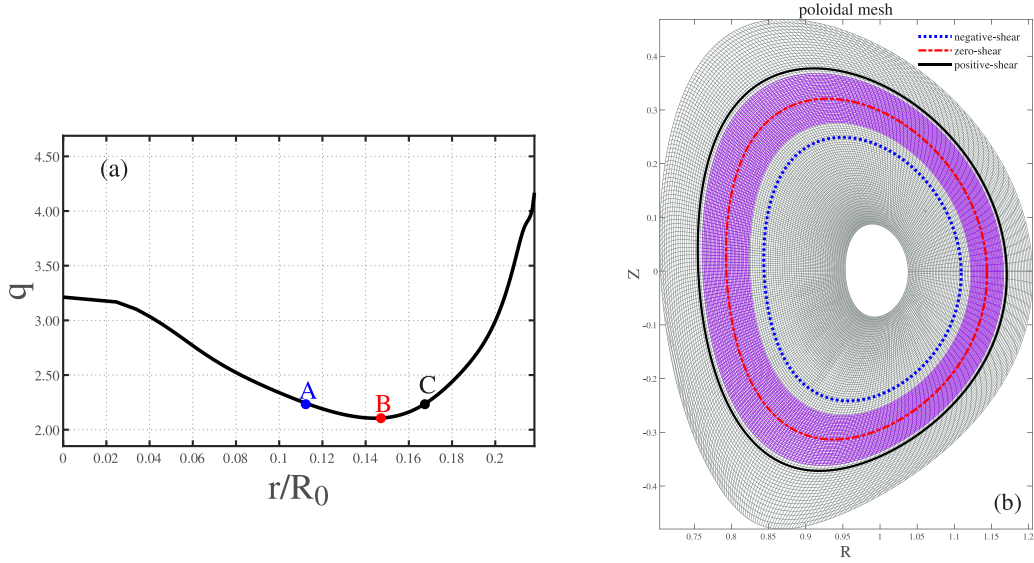 (a)
q
4.50
4.00
3.50
3.00
2.50
2.00
A
B
C
0 0.02 0.04 0.06 0.08 0.1 0.12 0.14 0.16 0.18 0.2
r/R0
poloidal mesh
negative-shear
zero-shear
positive-shear
Z
0.4
0.3
0.2
0.1
0
-0.1
-0.2
-0.3
-0.4
(b)
0.75 0.8 0.85 0.9 0.95 1 1.05 1.1 1.15 1.2
R